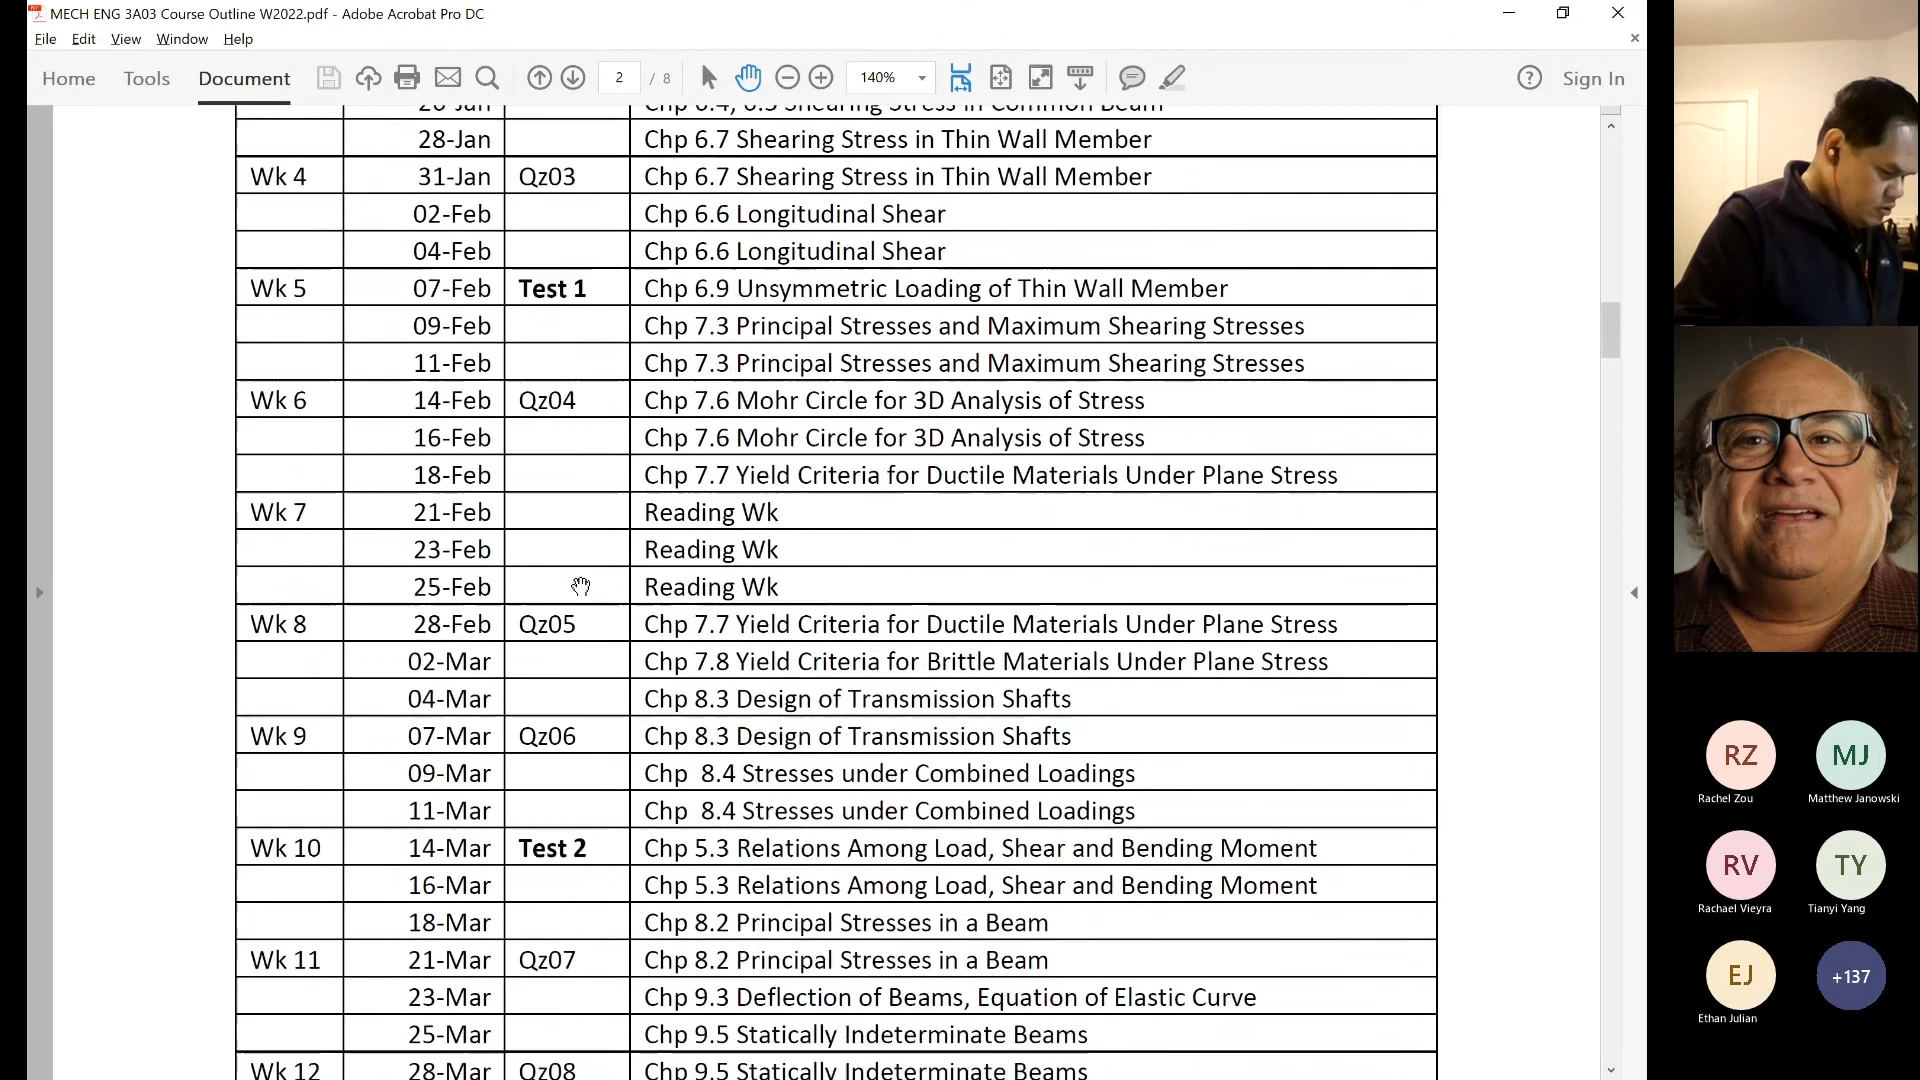 MECH ENG 3A03 Course Outline W2022.pdf - Adobe Acrobat Pro DC
File Edit View Window Help
Home Tools Document 2 / 8 140% Sign In
26-Jan Chp 6.4, 6.5 Shearing Stress in Common Beam
28-Jan Chp 6.7 Shearing Stress in Thin Wall Member
Wk 4 31-Jan Qz03 Chp 6.7 Shearing Stress in Thin Wall Member
02-Feb Chp 6.6 Longitudinal Shear
04-Feb Chp 6.6 Longitudinal Shear
Wk 5 07-Feb Test 1 Chp 6.9 Unsymmetric Loading of Thin Wall Member
09-Feb Chp 7.3 Principal Stresses and Maximum Shearing Stresses
11-Feb Chp 7.3 Principal Stresses and Maximum Shearing Stresses
Wk 6 14-Feb Qz04 Chp 7.6 Mohr Circle for 3D Analysis of Stress
16-Feb Chp 7.6 Mohr Circle for 3D Analysis of Stress
18-Feb Chp 7.7 Yield Criteria for Ductile Materials Under Plane Stress
Wk 7 21-Feb Reading Wk
23-Feb Reading Wk
25-Feb Reading Wk
Wk 8 28-Feb Qz05 Chp 7.7 Yield Criteria for Ductile Materials Under Plane Stress
02-Mar Chp 7.8 Yield Criteria for Brittle Materials Under Plane Stress
04-Mar Chp 8.3 Design of Transmission Shafts
Wk 9 07-Mar Qz06 Chp 8.3 Design of Transmission Shafts
09-Mar Chp 8.4 Stresses under Combined Loadings
11-Mar Chp 8.4 Stresses under Combined Loadings
Wk 10 14-Mar Test 2 Chp 5.3 Relations Among Load, Shear and Bending Moment
16-Mar Chp 5.3 Relations Among Load, Shear and Bending Moment
18-Mar Chp 8.2 Principal Stresses in a Beam
Wk 11 21-Mar Qz07 Chp 8.2 Principal Stresses in a Beam
23-Mar Chp 9.3 Deflection of Beams, Equation of Elastic Curve
25-Mar Chp 9.5 Statically Indeterminate Beams
Wk 12 28-Mar Qz08 Chp 9.5 Statically Indeterminate Beams
RZ MJ
Rachel Zou Matthew Janowski
RV TY
Rachael Vieyra Tianyi Yang
EJ +137
Ethan Julian